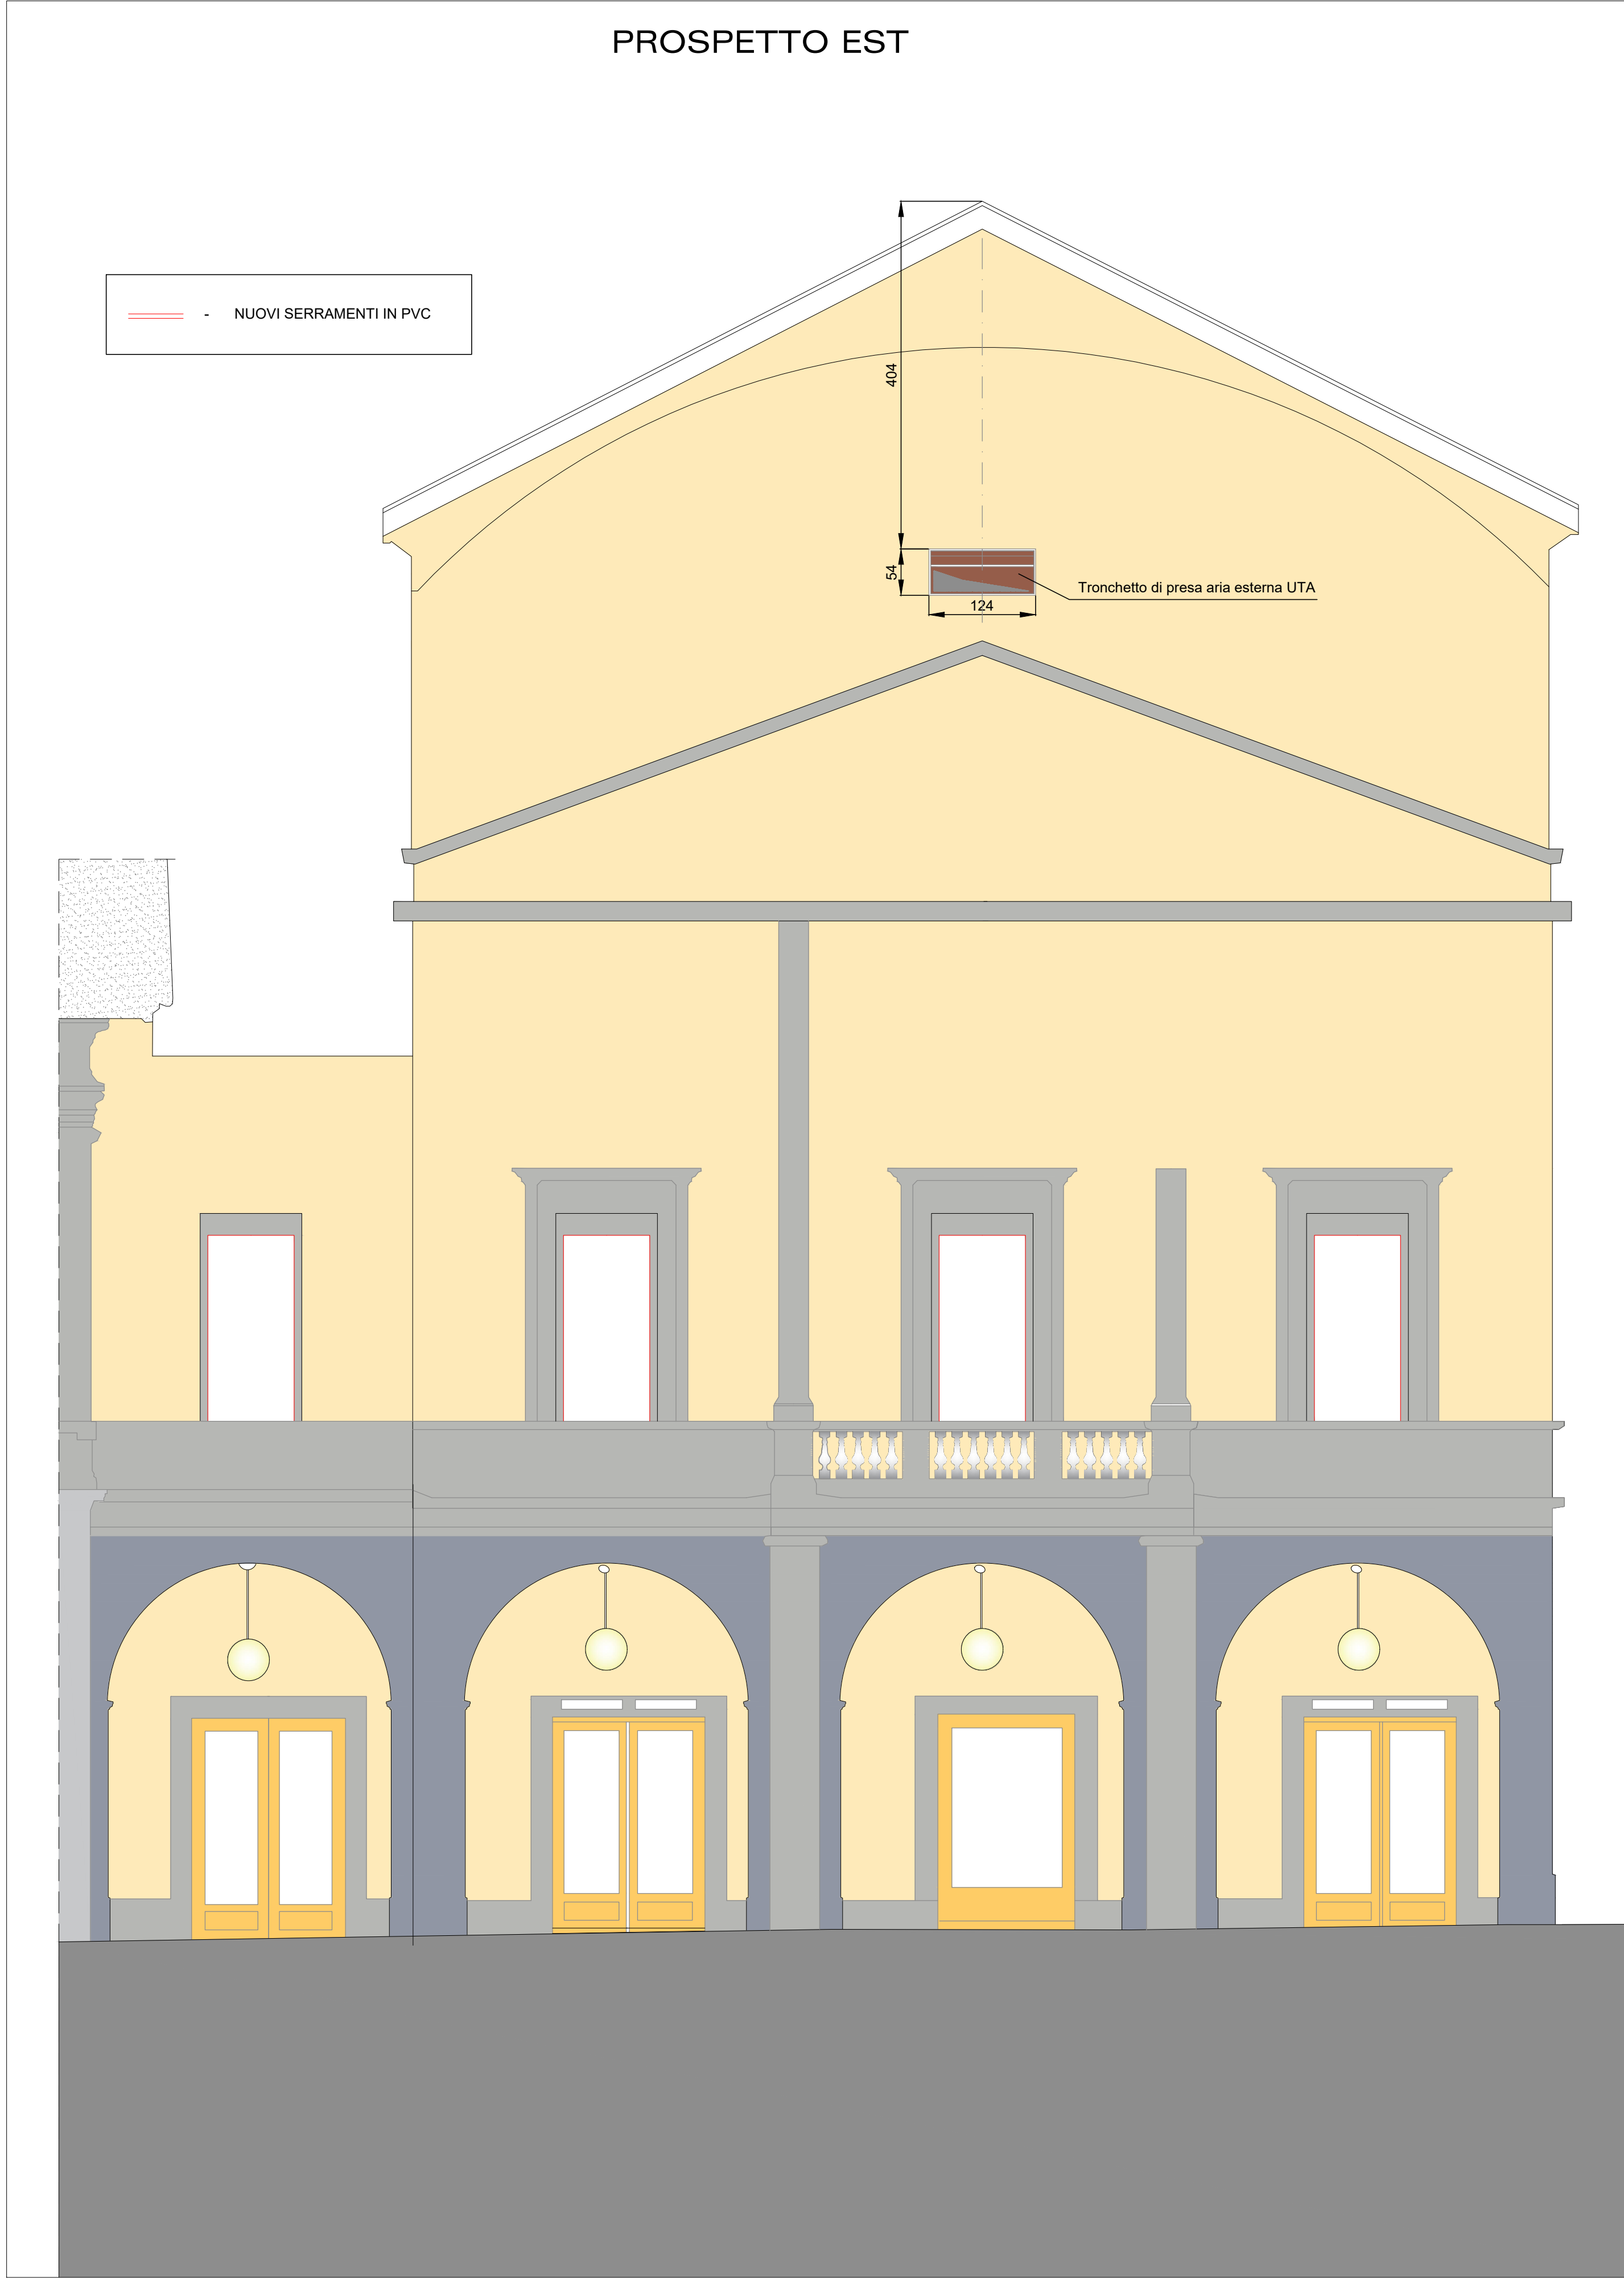 PROSPETTO EST
- NUOVI SERRAMENTI IN PVC
404
54
Tronchetto di presa aria esterna UTA
124